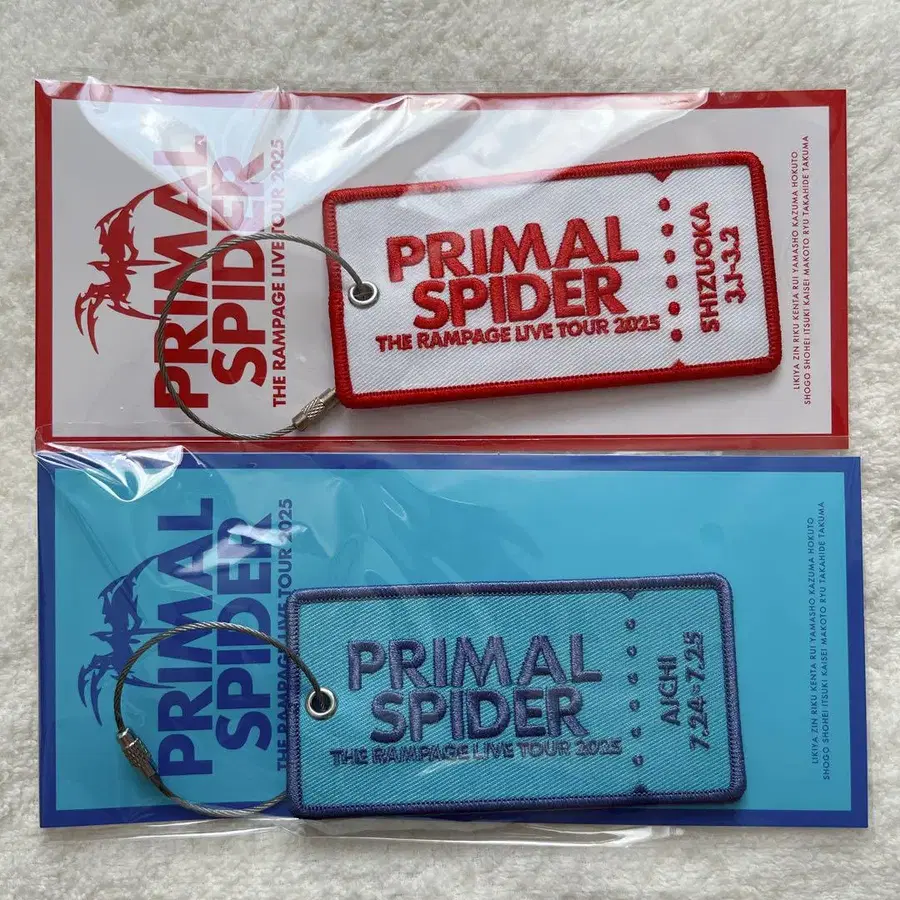 PRIMAL
SPIDER
THE RAMPAGE LIVE TOUR 2025
PRIMAL
SPIDER
THE RAMPAGE LIVE TOUR 2025
SHIZUOKA
3.1-3.2
LIKIYA ZIN RIKU KENTA RUI YAMASHO KAZUMA HOKUTO
SHOGO SHOHEI ITSUKI KAISEI MAKOTO RYU TAKAHIDE TAKUMA
PRIMAL
SPIDER
THE RAMPAGE LIVE TOUR 2025
PRIMAL
SPIDER
THE RAMPAGE LIVE TOUR 2025
AICHI
7.24-7.25
LIKIYA ZIN RIKU KENTA RUI YAMASHO KAZUMA HOKUTO
SHOGO SHOHEI ITSUKI KAISEI MAKOTO RYU TAKAHIDE TAKUMA